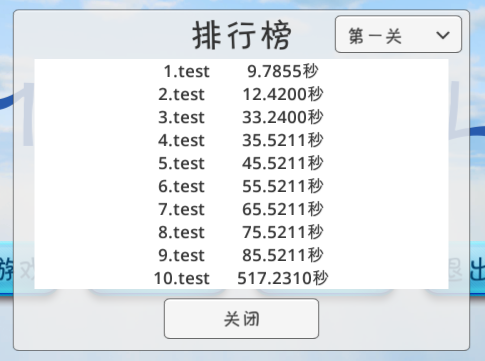 排行榜
第一关
1.test 9.7855秒
2.test 12.4200秒
3.test 33.2400秒
4.test 35.5211秒
5.test 45.5211秒
6.test 55.5211秒
7.test 65.5211秒
8.test 75.5211秒
9.test 85.5211秒
10.test 517.2310秒
游戏
退出
关闭